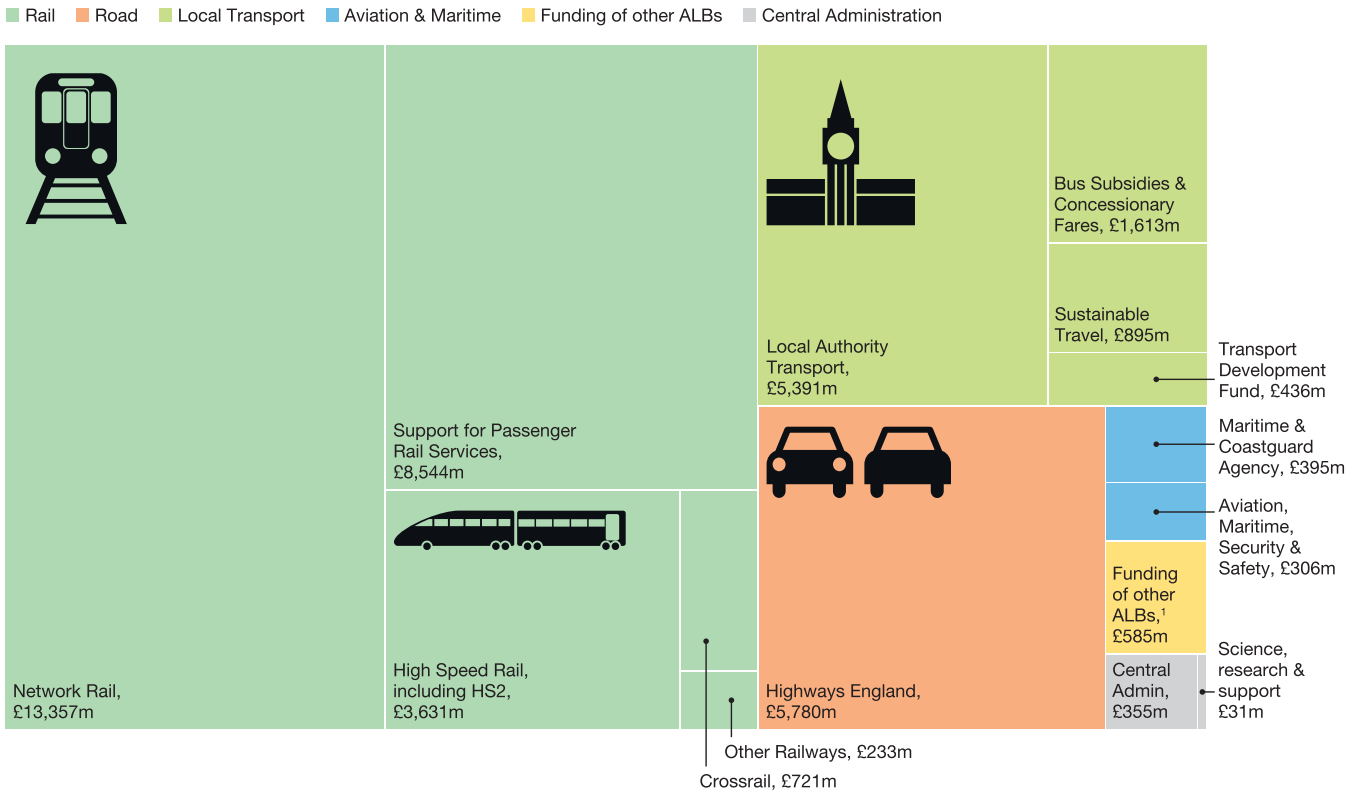 Rail Road Local Transport Aviation & Maritime Funding of other ALBs Central Administration
Network Rail,
£13,357m
Support for Passenger
Rail Services,
£8,544m
High Speed Rail,
including HS2,
£3,631m
Crossrail, £721m
Other Railways, £233m
Local Authority
Transport,
£5,391m
Bus Subsidies &
Concessionary
Fares, £1,613m
Sustainable
Travel, £895m
Transport
Development
Fund, £436m
Highways England,
£5,780m
Maritime &
Coastguard
Agency, £395m
Aviation,
Maritime,
Security &
Safety, £306m
Funding
of other
ALBs,¹
£585m
Central
Admin,
£355m
Science,
research &
support
£31m